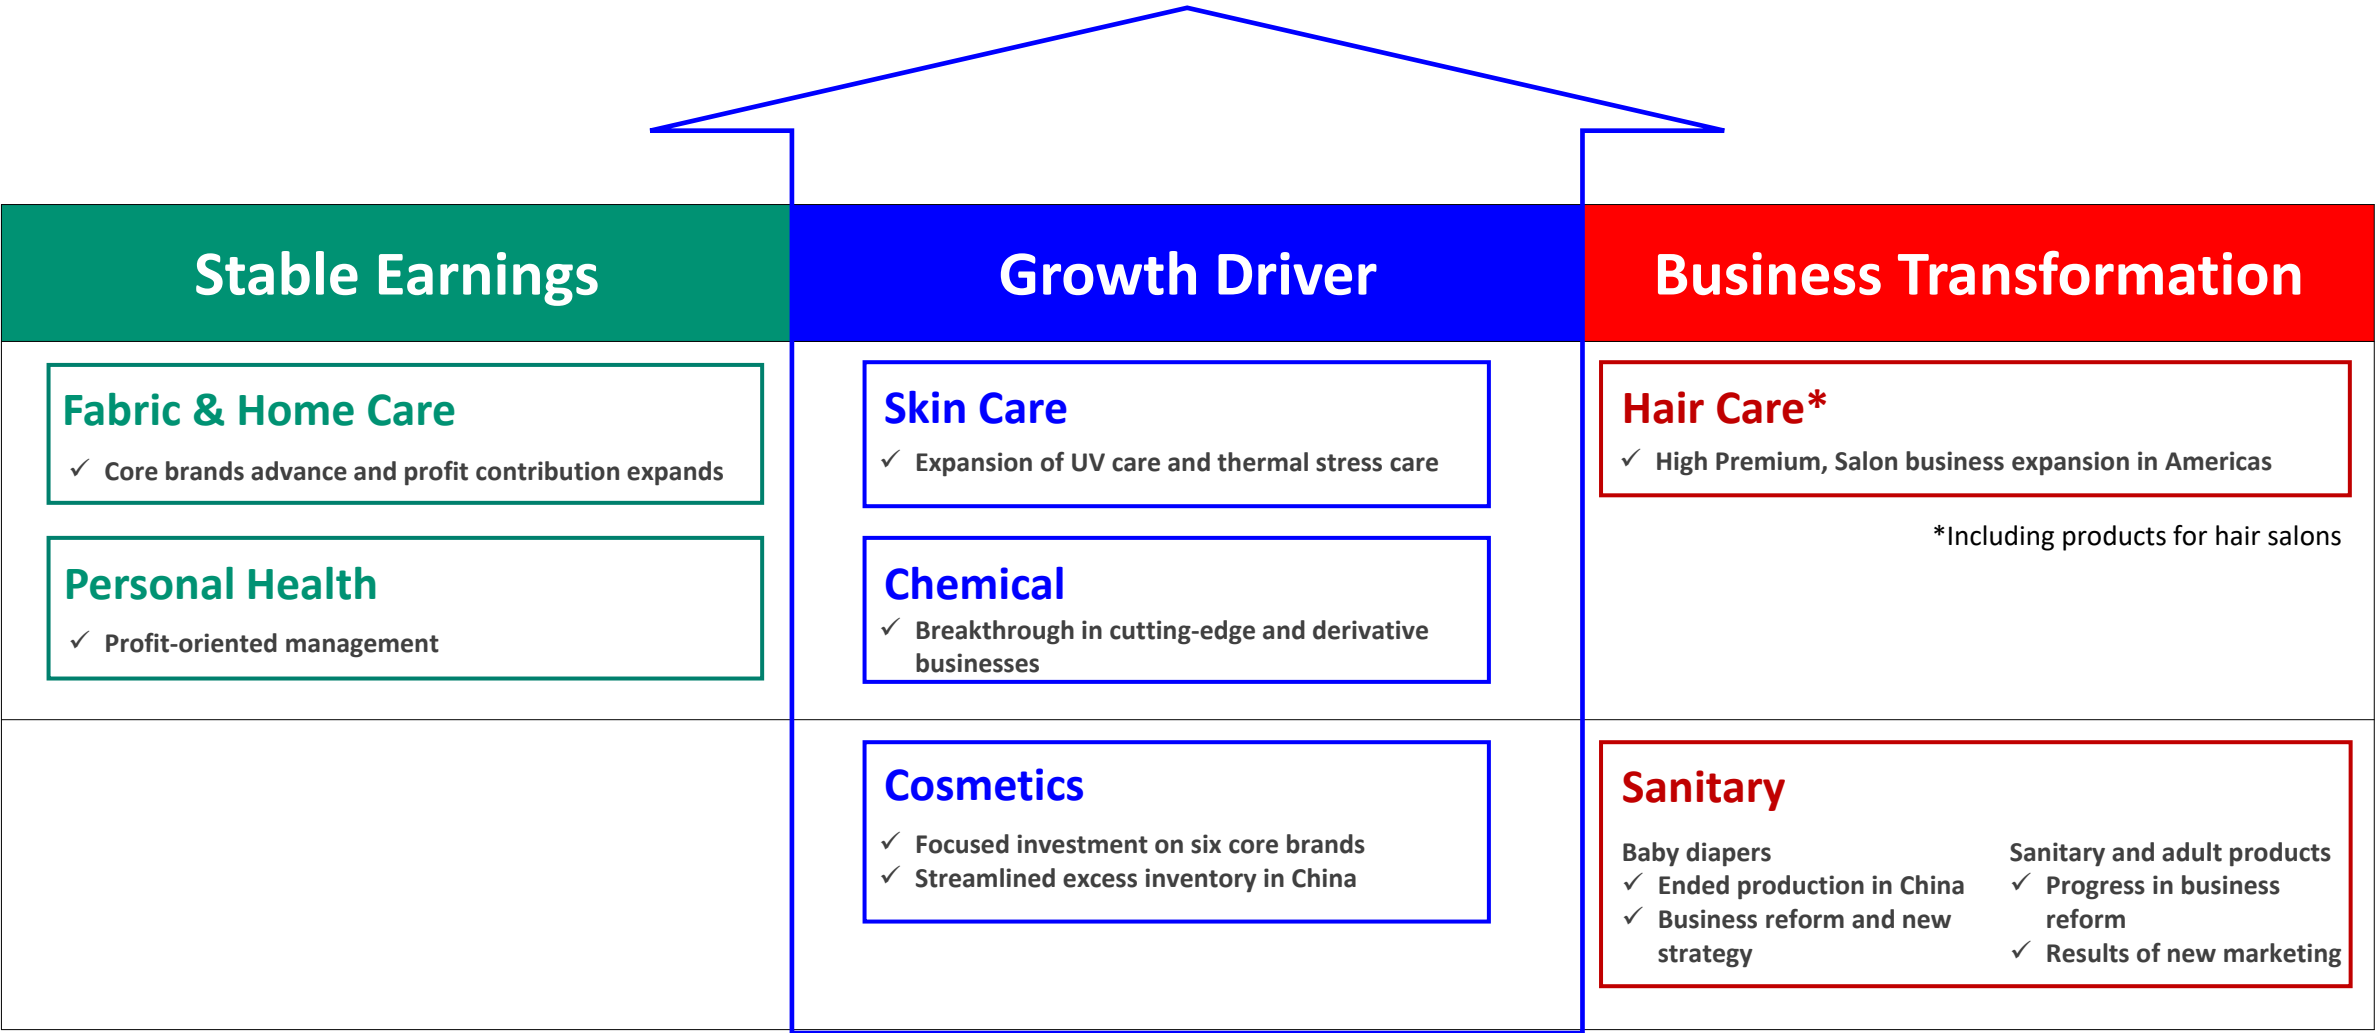 Stable Earnings
Growth Driver
Business Transformation
Fabric & Home Care
✓ Core brands advance and profit contribution expands
Personal Health
✓ Profit-oriented management
Skin Care
✓ Expansion of UV care and thermal stress care
Chemical
✓ Breakthrough in cutting-edge and derivative
businesses
Cosmetics
✓ Focused investment on six core brands
✓ Streamlined excess inventory in China
Hair Care*
✓ High Premium, Salon business expansion in Americas
*Including products for hair salons
Sanitary
Baby diapers
✓ Ended production in China
✓ Business reform and new
strategy
Sanitary and adult products
✓ Progress in business
reform
✓ Results of new marketing